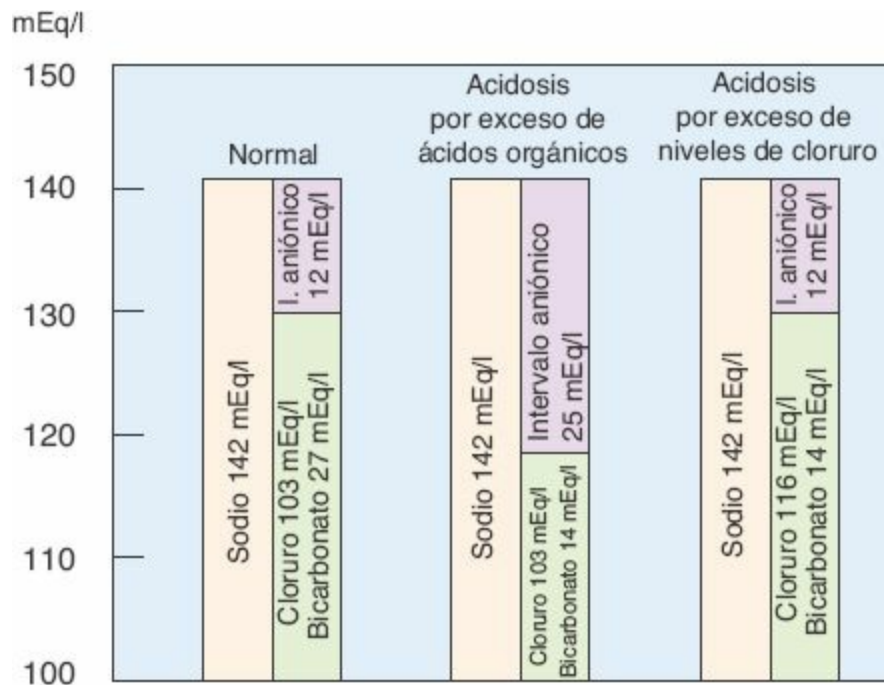 mEq/l
150
140
130
120
110
100
Normal
Sodio 142 mEq/l
I. aniónico
12 mEq/l
Cloruro 103 mEq/l
Bicarbonato 27 mEq/l
Acidosis
por exceso de
ácidos orgánicos
Sodio 142 mEq/l
Intervalo aniónico
25 mEq/l
Cloruro 103 mEq/l
Bicarbonato 14 mEq/l
Acidosis
por exceso de
niveles de cloruro
Sodio 142 mEq/l
I. aniónico
12 mEq/l
Cloruro 116 mEq/l
Bicarbonato 14 mEq/l